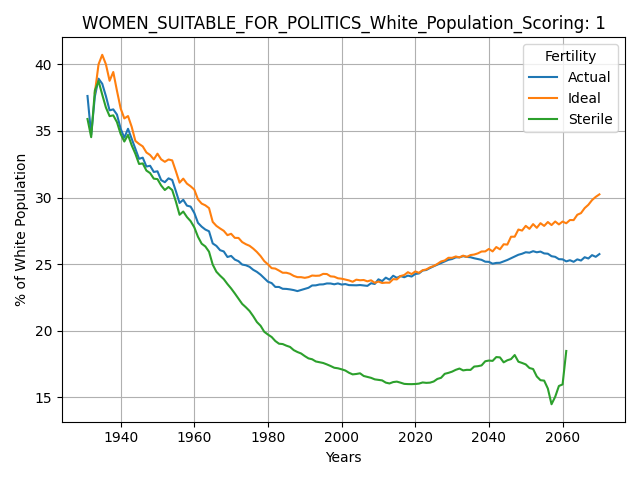 WOMEN_SUITABLE_FOR_POLITICS_White_Population_Scoring: 1
Fertility
Actual
Ideal
Sterile
% of White Population
40
35
30
25
20
15
1940
1960
1980
2000
2020
2040
2060
Years